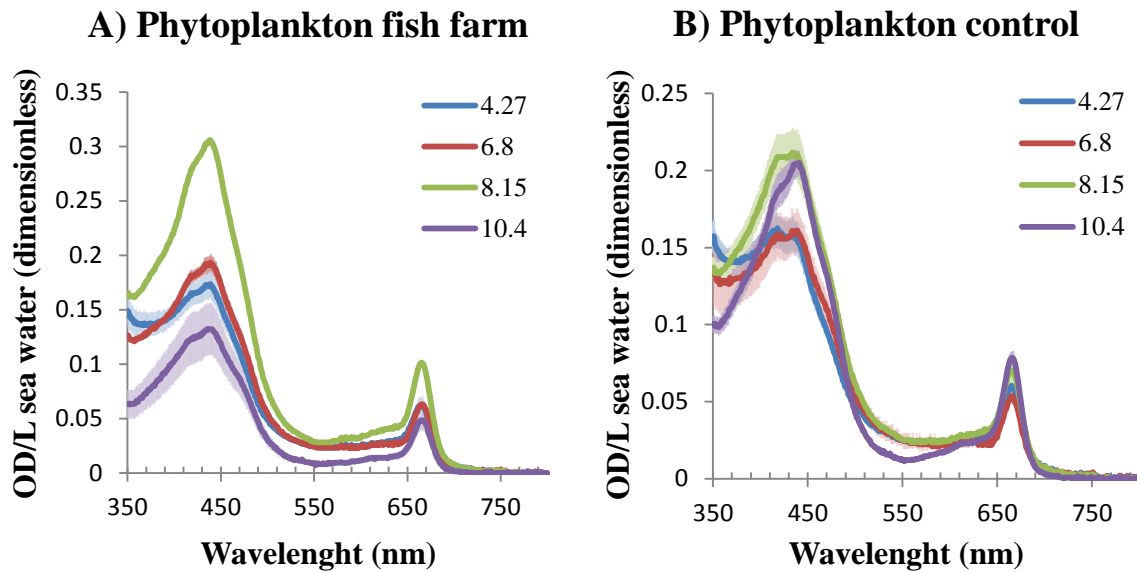 A) Phytoplankton fish farm
OD/L sea water (dimensionless)
0.35
0.3
0.25
0.2
0.15
0.1
0.05
0
4.27
6.8
8.15
10.4
350 450 550 650 750
Wavelenght (nm)
B) Phytoplankton control
OD/L sea water (dimensionless)
0.25
0.2
0.15
0.1
0.05
0
4.27
6.8
8.15
10.4
350 450 550 650 750
Wavelenght (nm)